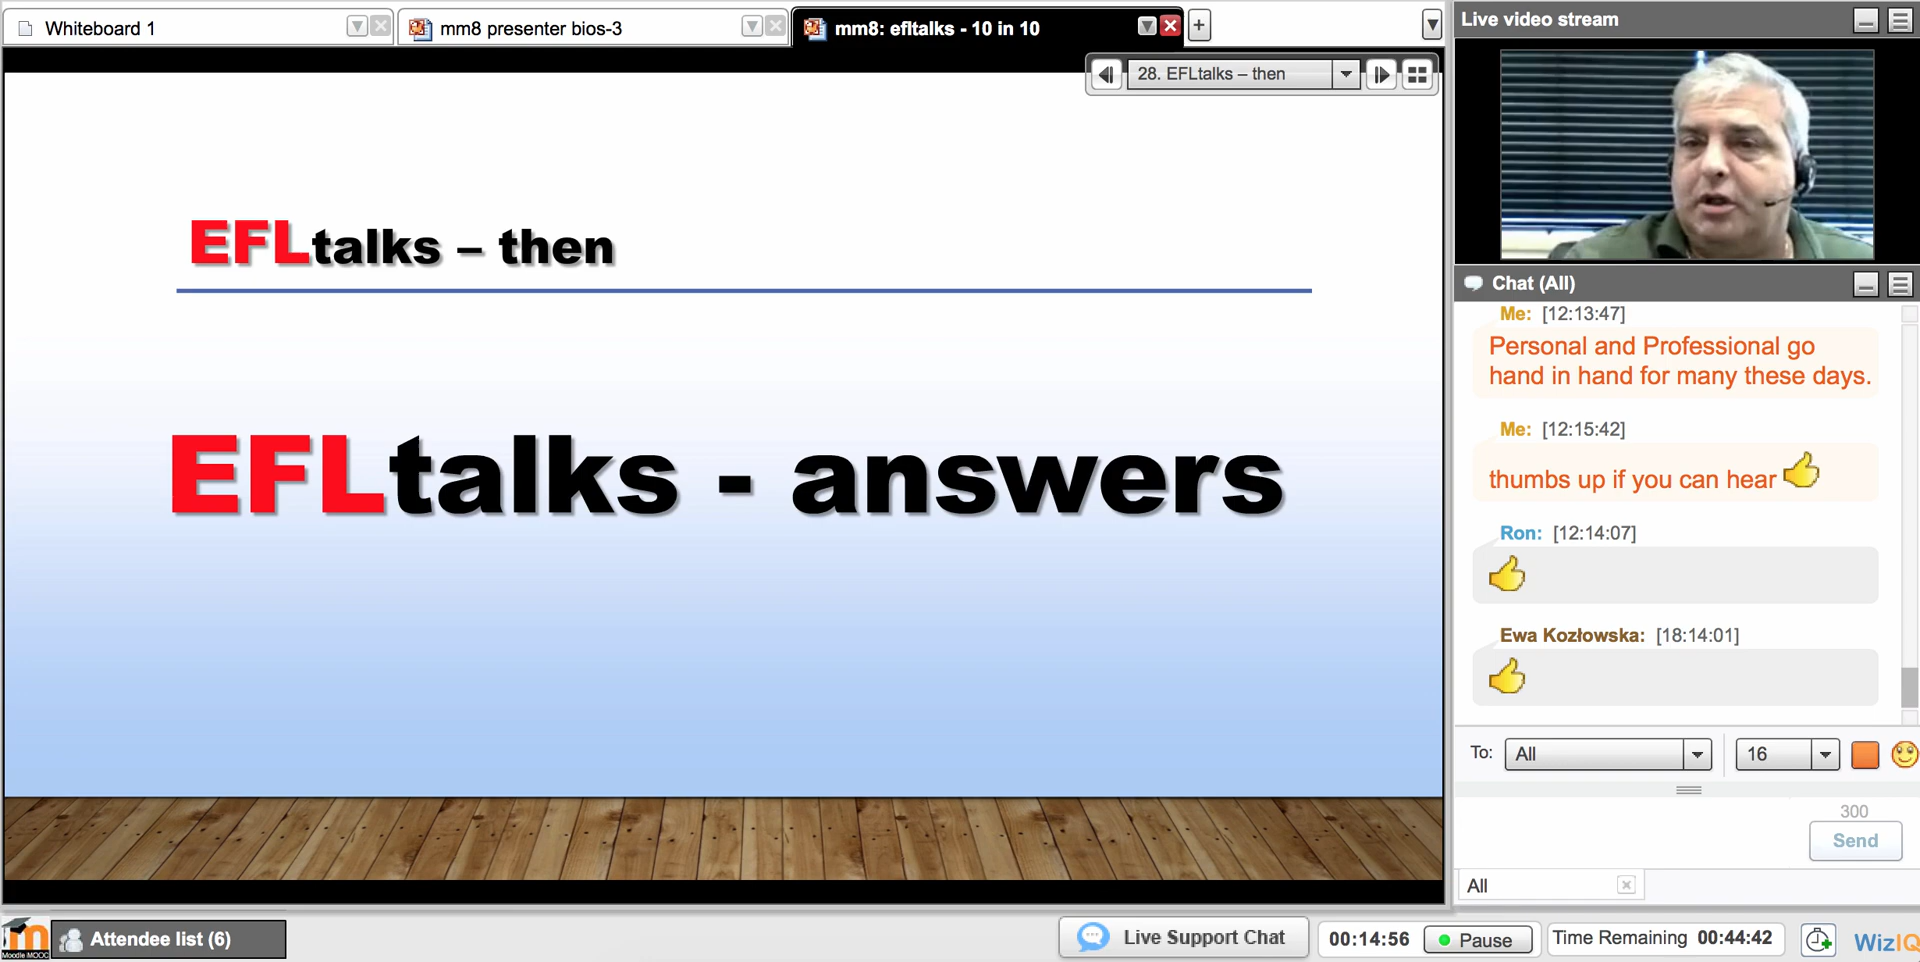 Whiteboard 1
mm8 presenter bios-3
mm8: efltalks - 10 in 10
28. EFLtalks – then
EFLtalks – then
EFLtalks - answers
Live video stream
Chat (All)
Me: [12:13:47]
Personal and Professional go
hand in hand for many these days.
Me: [12:15:42]
thumbs up if you can hear
Ron: [12:14:07]
Ewa Kozłowska: [18:14:01]
To: All 16
300
Send
All
m
Moodle MOOC
Attendee list (6)
Live Support Chat
00:14:56 Pause
Time Remaining 00:44:42
WizIQ